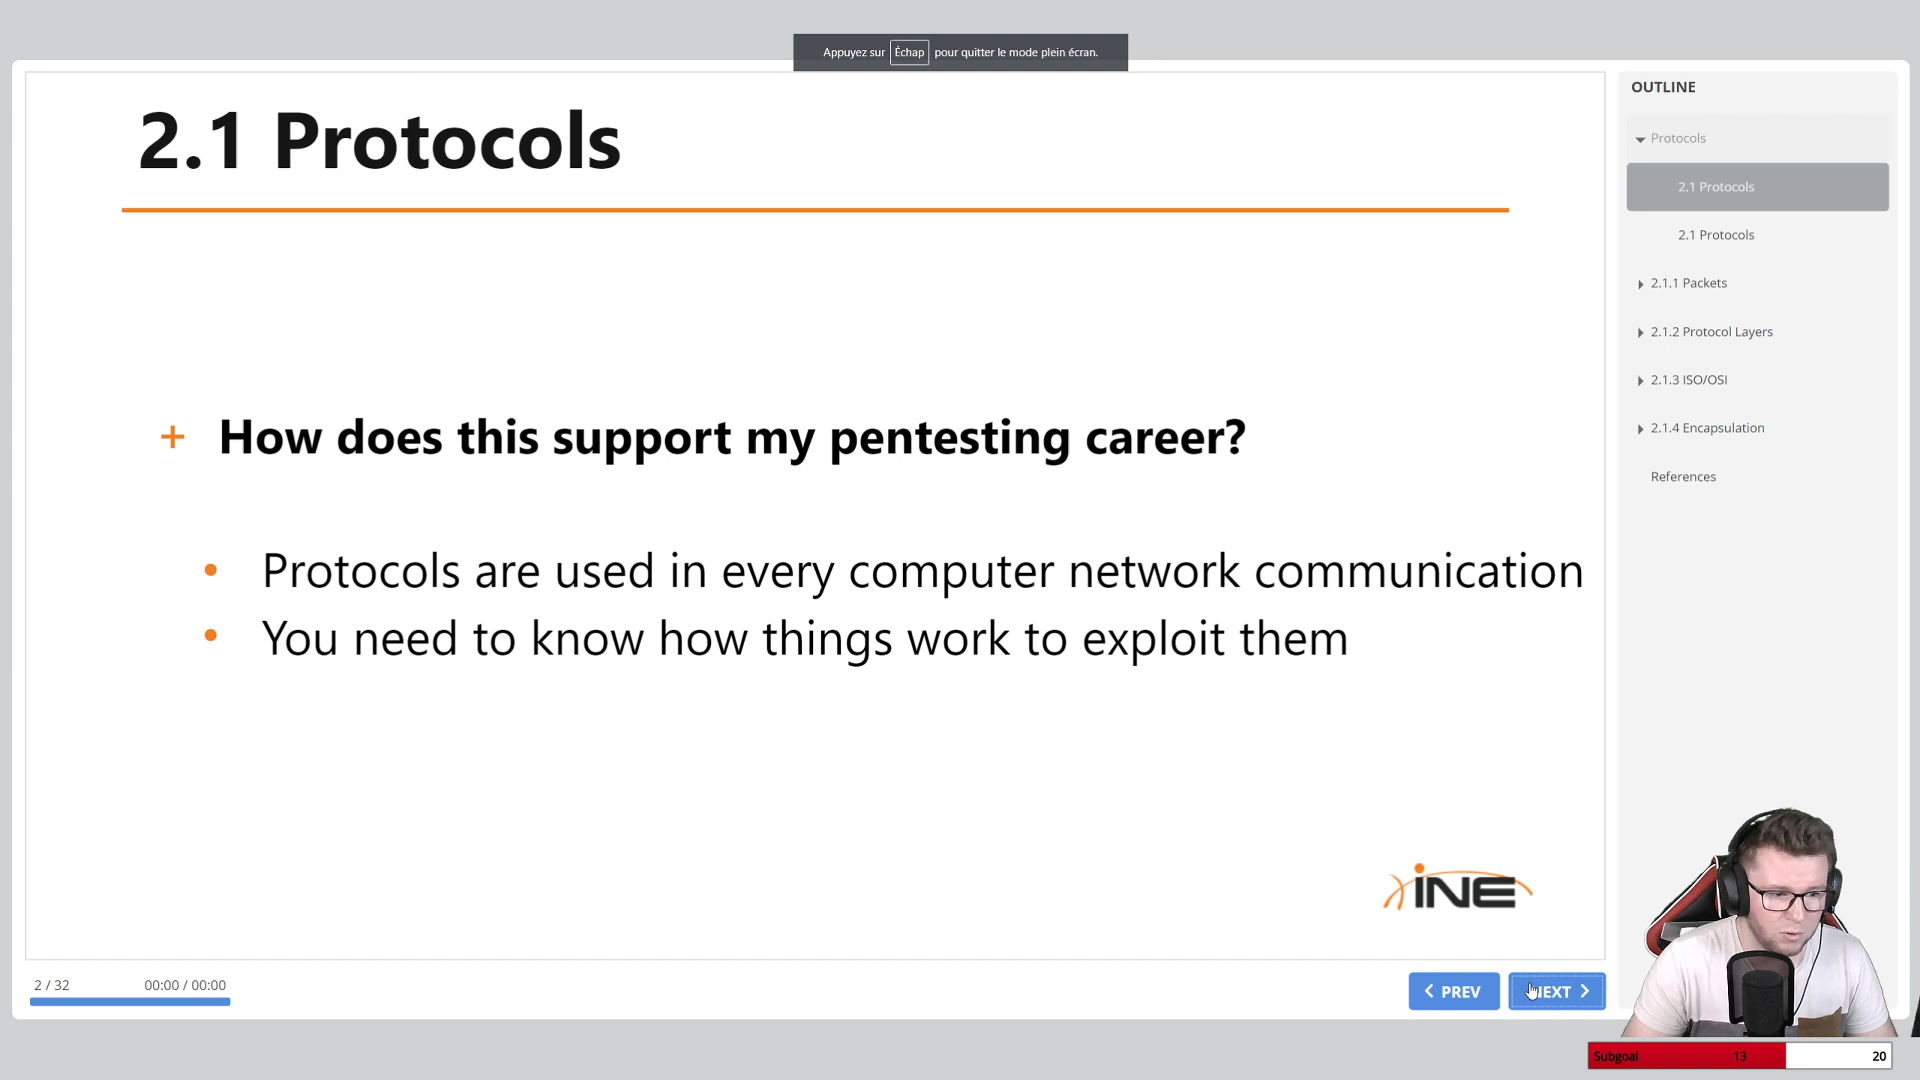 Appuyez sur Échap pour quitter le mode plein écran.
2.1 Protocols
+ How does this support my pentesting career?
• Protocols are used in every computer network communication
• You need to know how things work to exploit them
INE
2 / 32
00:00 / 00:00
PREV
NEXT
OUTLINE
Protocols
2.1 Protocols
2.1 Protocols
2.1.1 Packets
2.1.2 Protocol Layers
2.1.3 ISO/OSI
2.1.4 Encapsulation
References
Subgoal 13 20